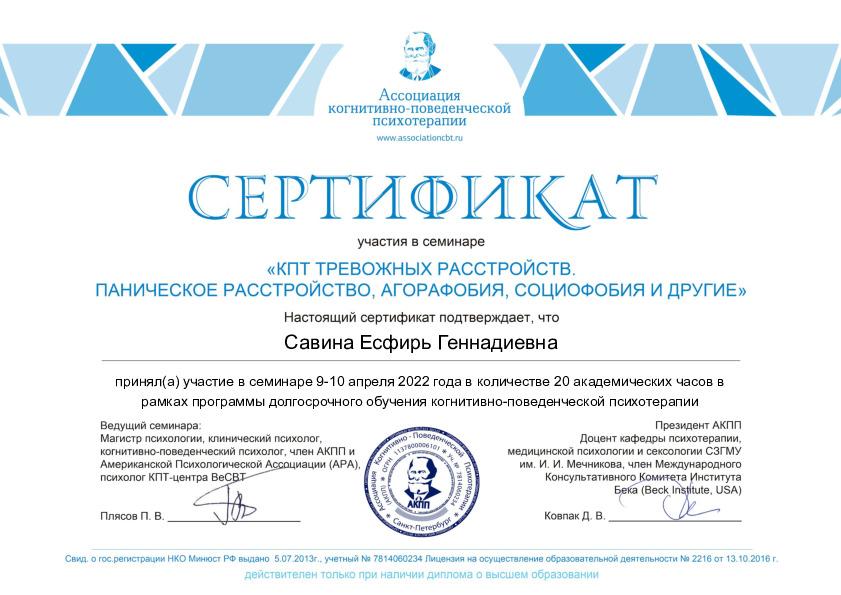 Ассоциация
когнитивно-поведенческой
психотерапии
www.associationcbt.ru
СЕРТИФИКАТ
участия в семинаре
«КПТ ТРЕВОЖНЫХ РАССТРОЙСТВ.
ПАНИЧЕСКОЕ РАССТРОЙСТВО, АГОРАФОБИЯ, СОЦИОФОБИЯ И ДРУГИЕ»
Настоящий сертификат подтверждает, что
Савина Есфирь Геннадиевна
принял(а) участие в семинаре 9-10 апреля 2022 года в количестве 20 академических часов в
рамках программы долгосрочного обучения когнитивно-поведенческой психотерапии
Ведущий семинара:
Магистр психологии, клинический психолог,
когнитивно-поведенческий психолог, член АКПП и
Американской Психологической Ассоциации (APA),
психолог КПТ-центра BeCBT
Плясов П. В.
Ассоциация Когнитивно-Поведенческой Психотерапии
(АКПП) ★ ОГРН 1137800006101 ★ Уч. № 7814060234
АКПП
★ Санкт-Петербург ★
Президент АКПП
Доцент кафедры психотерапии,
медицинской психологии и сексологии СЗГМУ
им. И. И. Мечникова, член Международного
Консультативного Комитета Института
Бека (Beck Institute, USA)
Ковпак Д. В.
Свид. о гос.регистрации НКО Минюст РФ выдано 5.07.2013г., учетный № 7814060234 Лицензия на осуществление образовательной деятельности № 2216 от 13.10.2016 г.
действителен только при наличии диплома о высшем образовании